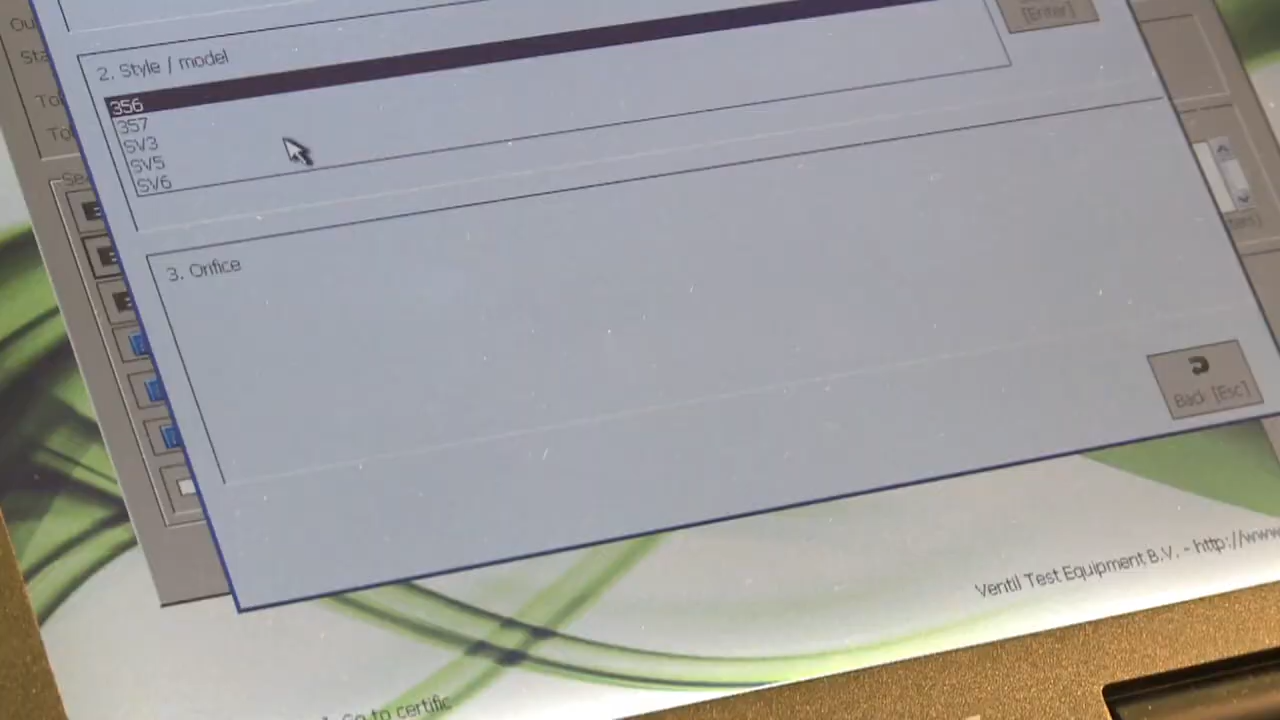 [Enter]
2. Style / model
356
357
SV3
SV5
SV6
3. Orifice
Back [Esc]
Ventil Test Equipment B.V. - http://www
Go to certific